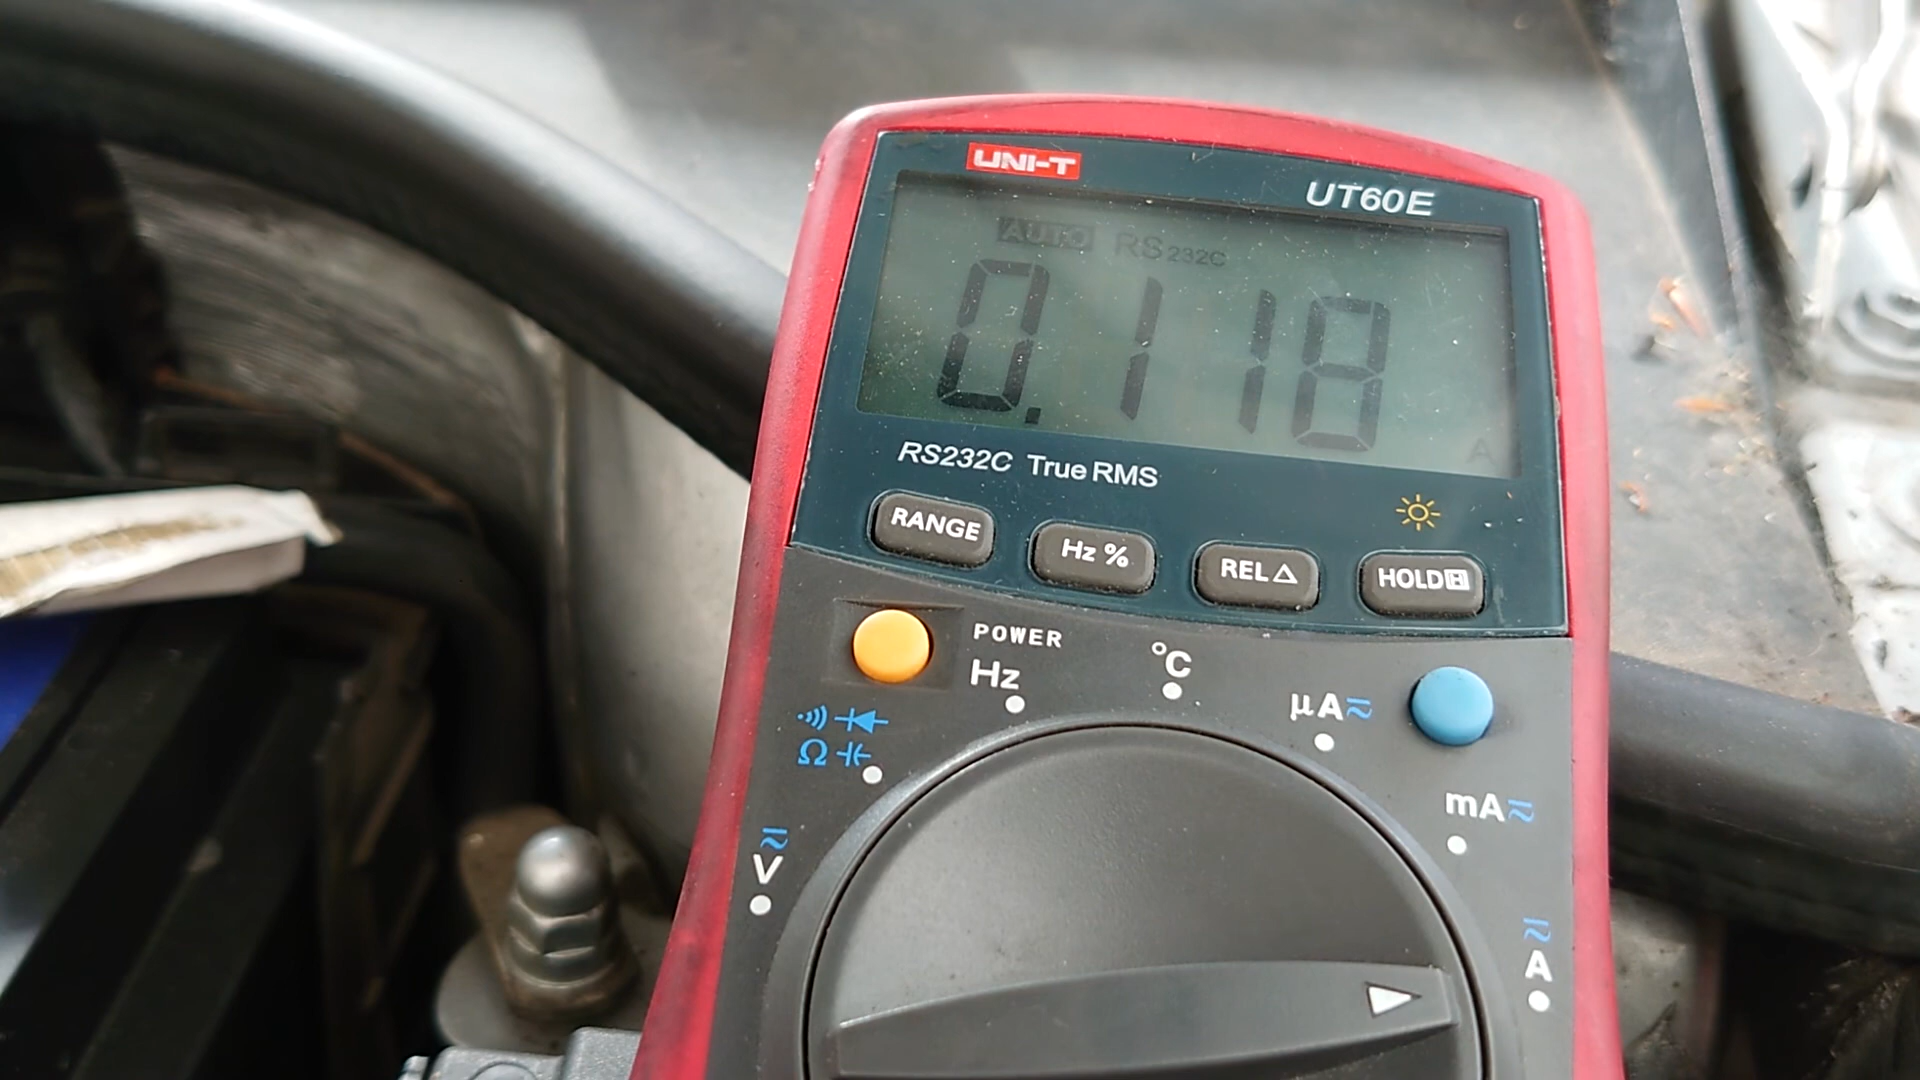 UNI-T
UT60E
AUTO RS232C
0.118
A
RS232C True RMS
RANGE
Hz %
REL△
HOLD H
POWER
Hz
°C
μA
Ω
mA
V
A